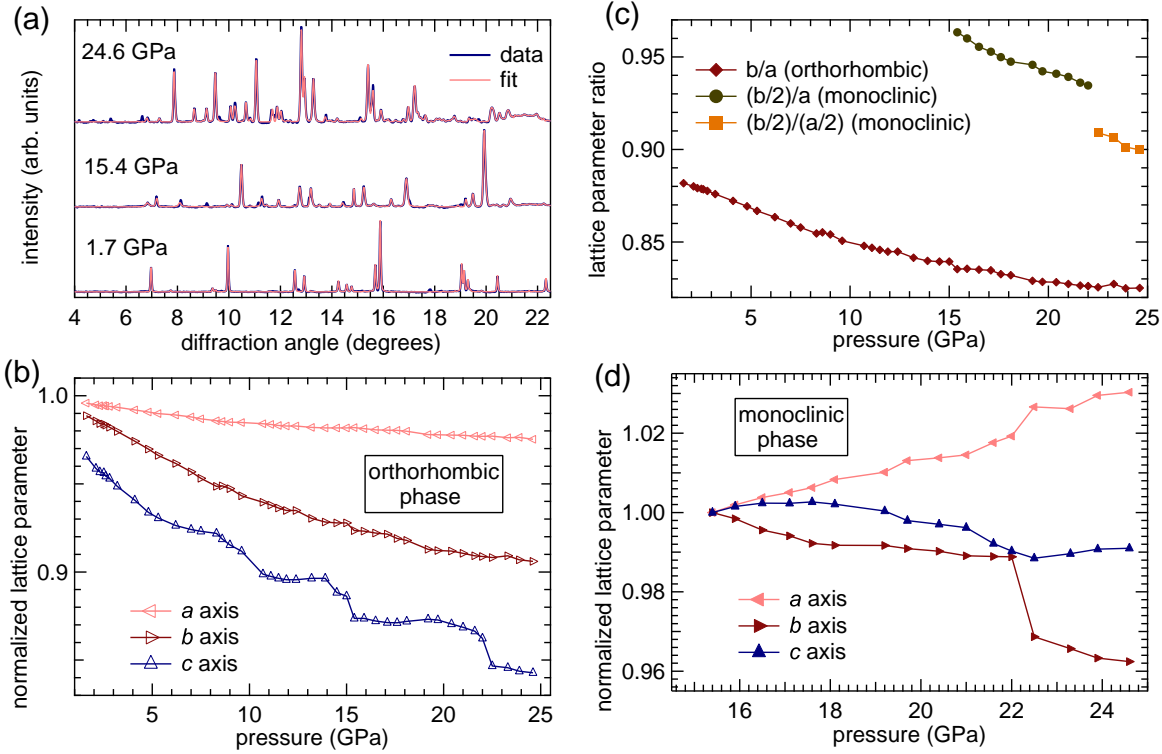 (a)
24.6 GPa
data
fit
15.4 GPa
1.7 GPa
intensity (arb. units)
4 6 8 10 12 14 16 18 20 22
diffraction angle (degrees)
(c)
b/a (orthorhombic)
(b/2)/a (monoclinic)
(b/2)/(a/2) (monoclinic)
lattice parameter ratio
0.95
0.90
0.85
5 10 15 20 25
pressure (GPa)
(b)
1.0
0.9
normalized lattice parameter
orthorhombic
phase
a axis
b axis
c axis
5 10 15 20 25
pressure (GPa)
(d)
monoclinic
phase
1.02
1.00
0.98
0.96
normalized lattice parameter
a axis
b axis
c axis
16 18 20 22 24
pressure (GPa)